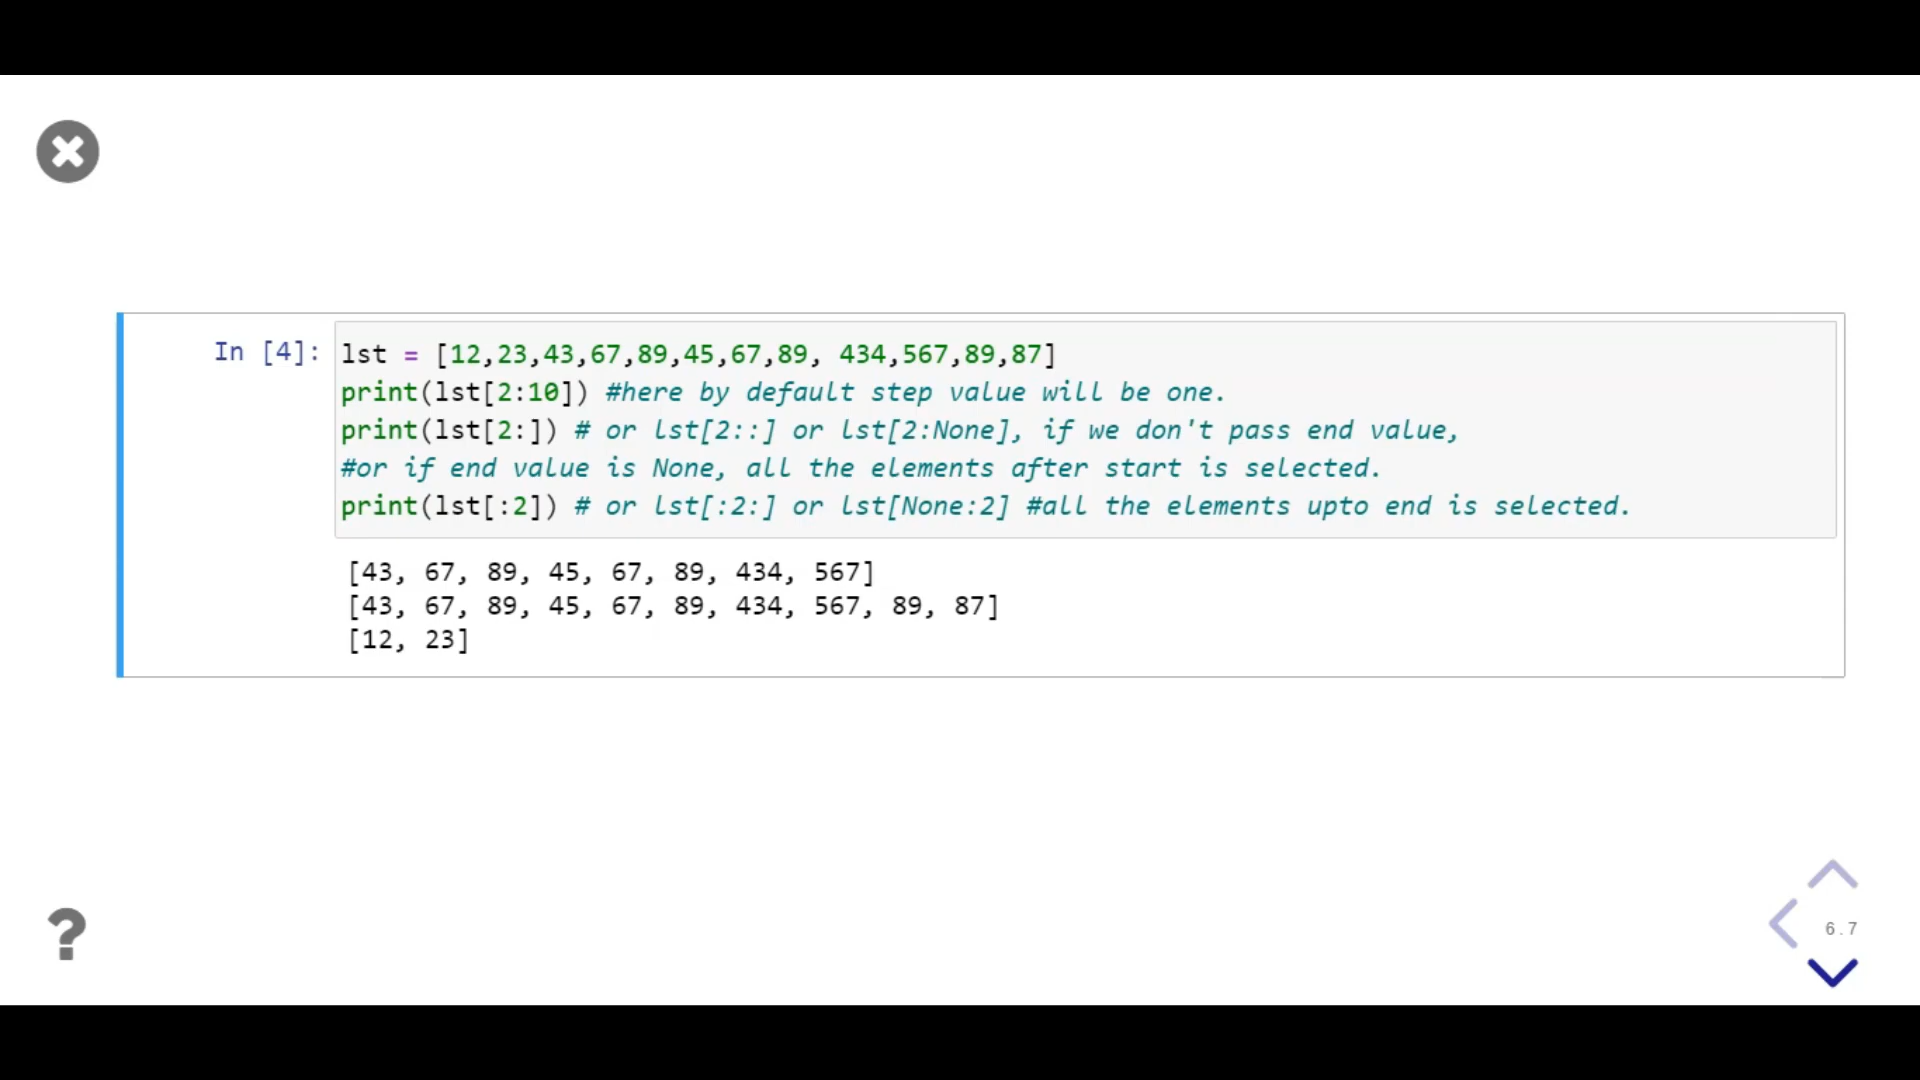 In [4]: lst = [12,23,43,67,89,45,67,89, 434,567,89,87]
print(lst[2:10]) #here by default step value will be one.
print(lst[2:]) # or lst[2::] or lst[2:None], if we don't pass end value,
#or if end value is None, all the elements after start is selected.
print(lst[:2]) # or lst[:2:] or lst[None:2] #all the elements upto end is selected.
[43, 67, 89, 45, 67, 89, 434, 567]
[43, 67, 89, 45, 67, 89, 434, 567, 89, 87]
[12, 23]
?
6.7